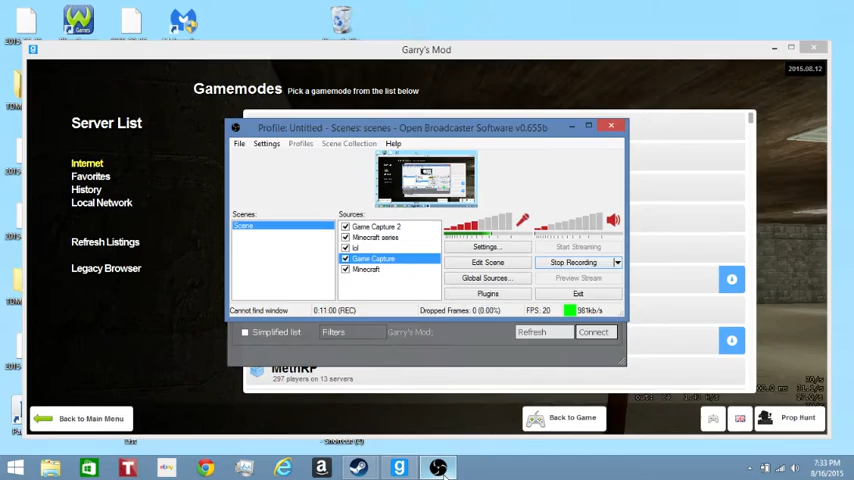 Games
Garry's Mod
2015.08.12
Gamemodes Pick a gamemode from the list below
Server List
Internet
Favorites
History
Local Network
Refresh Listings
Legacy Browser
Profile: Untitled - Scenes: scenes - Open Broadcaster Software v0.655b
File Settings Profiles Scene Collection Help
Scenes: Sources:
Scene
Game Capture 2
Minecraft series
lol
Game Capture
Minecraft
Settings... Start Streaming
Edit Scene Stop Recording
Global Sources... Preview Stream
Plugins Exit
Cannot find window 0:11:00 (REC) Dropped Frames: 0 (0.00%) FPS: 20 981kb/s
Simplified list Filters Garry's Mod: Refresh Connect
MethRP
297 players on 13 servers
Back to Main Menu Back to Game Prop Hunt
ebay
7:33 PM
8/16/2015